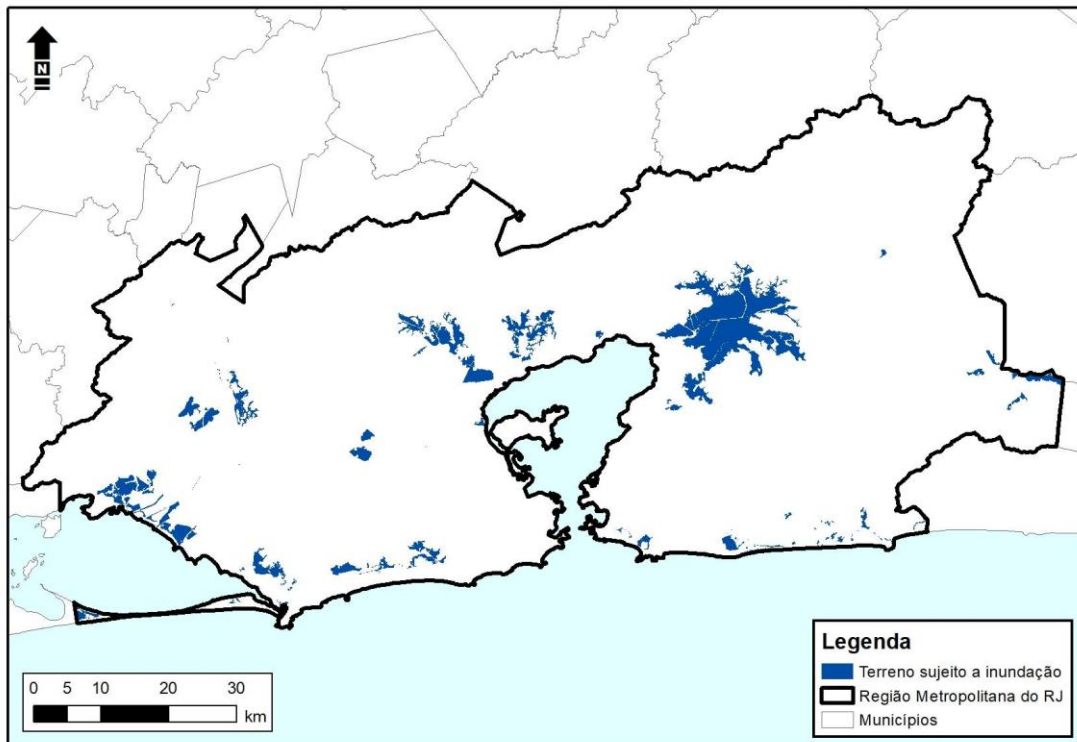 N
Legenda
Terreno sujeito a inundação
Região Metropolitana do RJ
Municípios
0 5 10 20 30
km